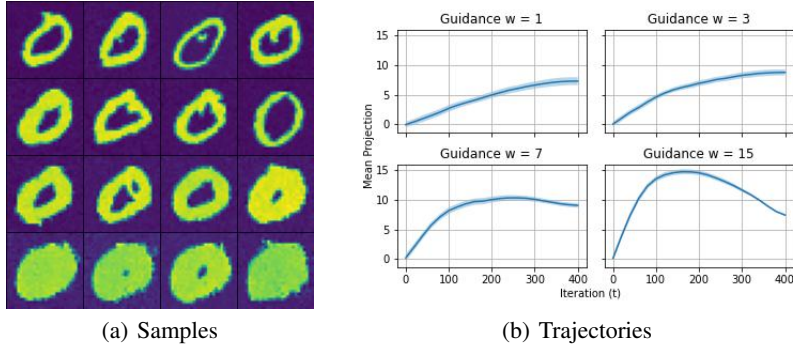 Guidance w = 1
Guidance w = 3
15
10
5
0
Guidance w = 7
Guidance w = 15
15
10
5
0
0 100 200 300 400
0 100 200 300 400
Mean Projection
Iteration (t)
(a) Samples
(b) Trajectories